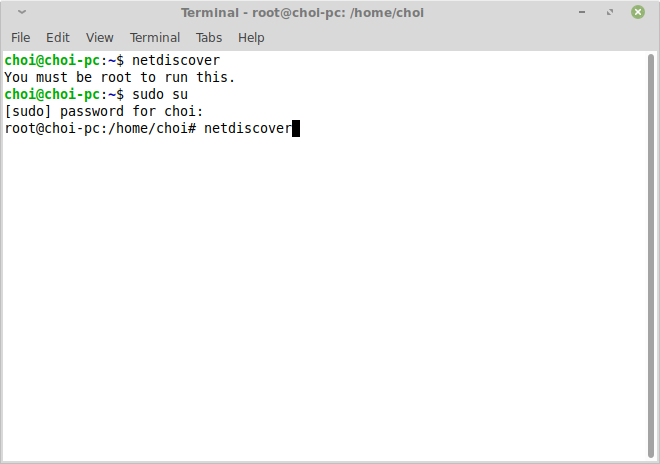 Terminal - root@choi-pc: /home/choi
File Edit View Terminal Tabs Help
choi@choi-pc:~$ netdiscover
You must be root to run this.
choi@choi-pc:~$ sudo su
[sudo] password for choi:
root@choi-pc:/home/choi# netdiscover